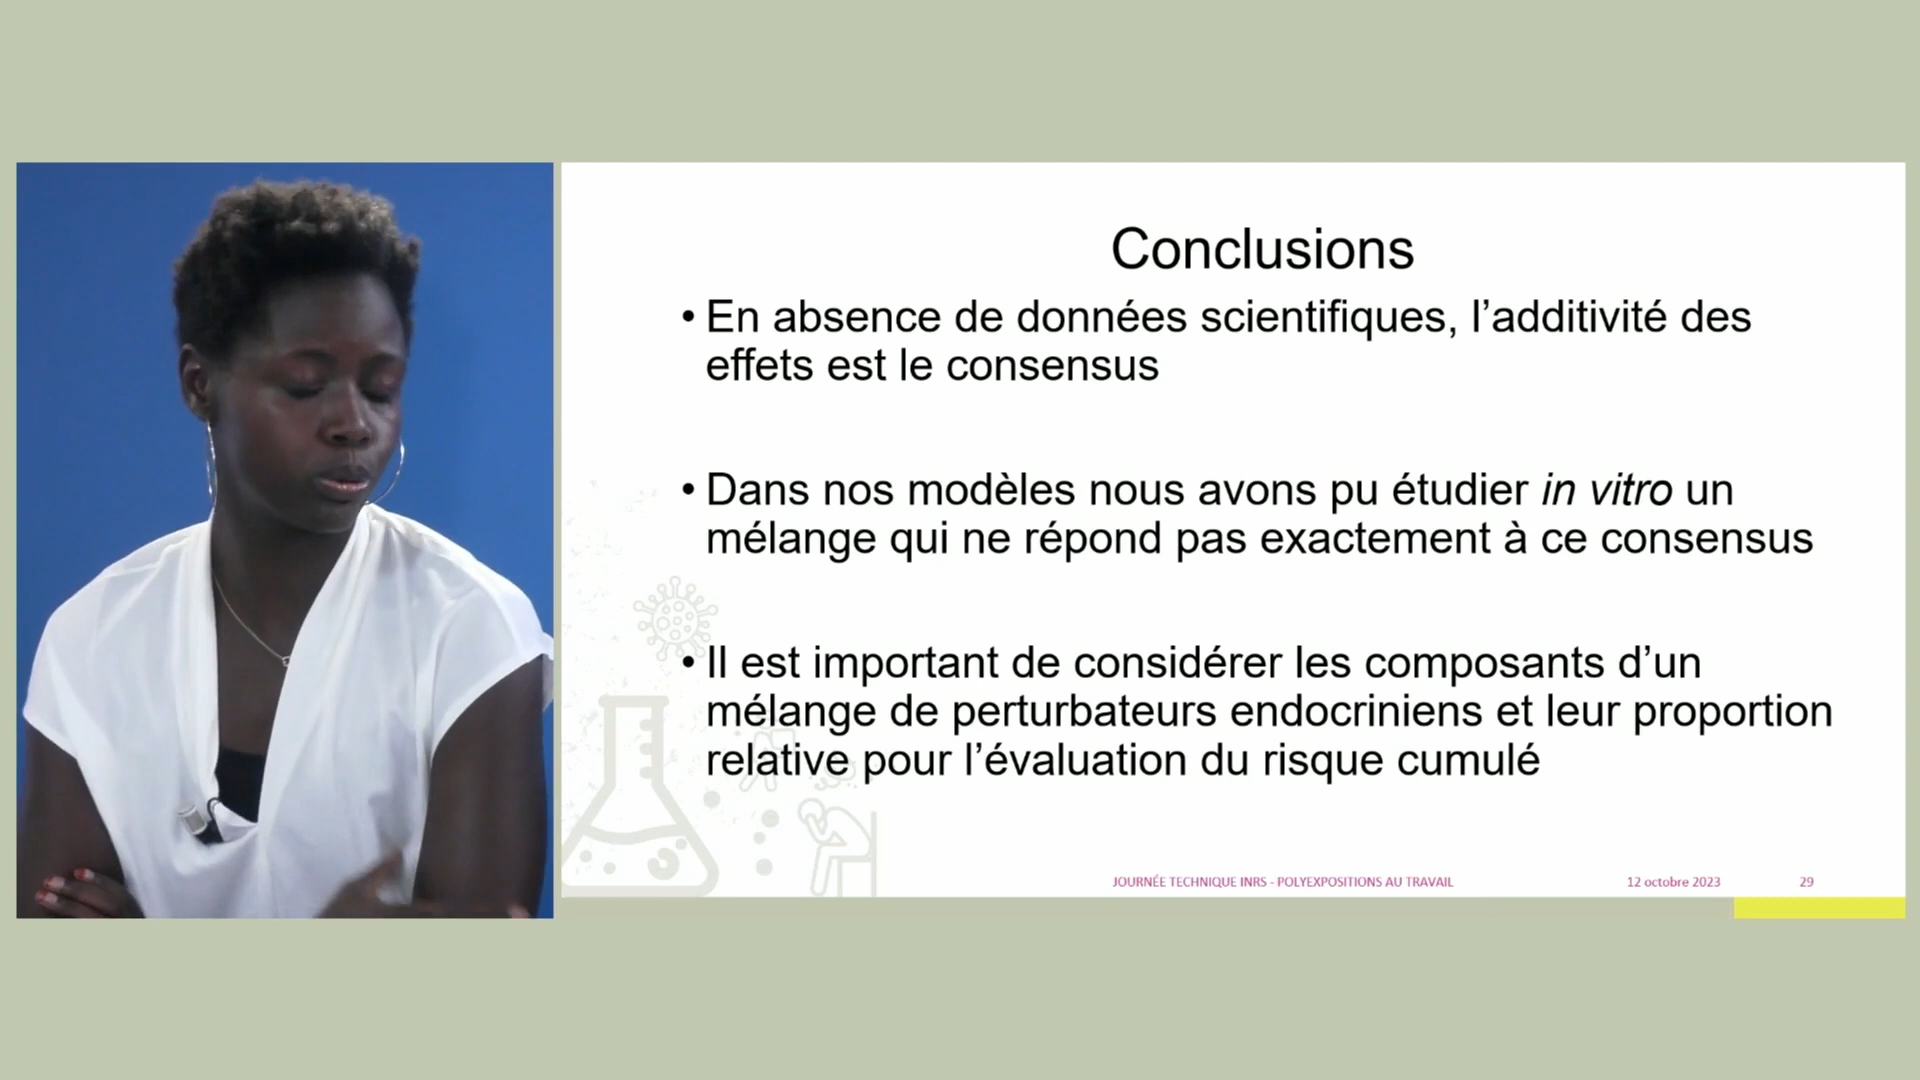 Conclusions
• En absence de données scientifiques, l’additivité des
effets est le consensus
• Dans nos modèles nous avons pu étudier in vitro un
mélange qui ne répond pas exactement à ce consensus
• Il est important de considérer les composants d’un
mélange de perturbateurs endocriniens et leur proportion
relative pour l’évaluation du risque cumulé
JOURNÉE TECHNIQUE INRS - POLYEXPOSITIONS AU TRAVAIL
12 octobre 2023
29